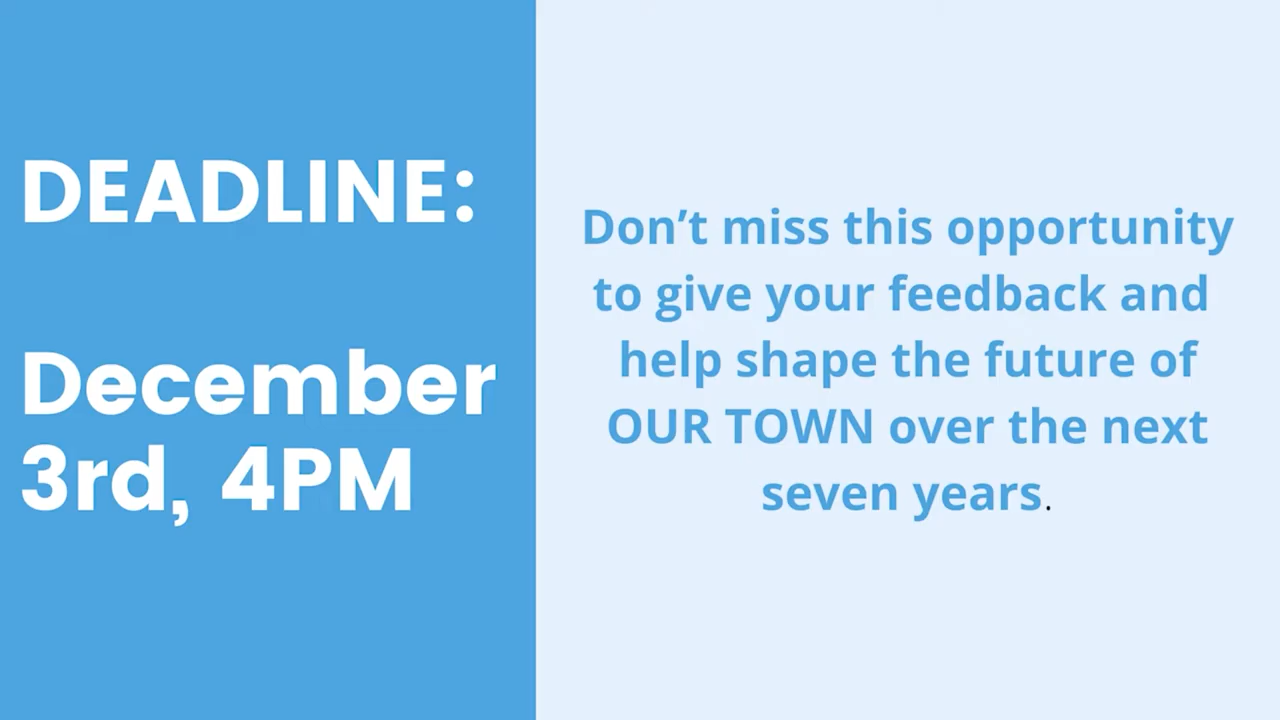 DEADLINE:
December
3rd, 4PM
Don’t miss this opportunity
to give your feedback and
help shape the future of
OUR TOWN over the next
seven years.